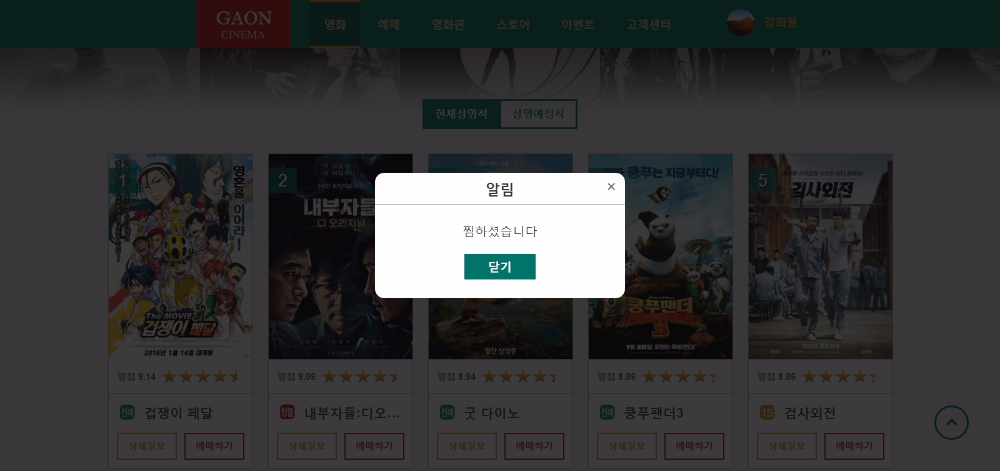 GAON
CINEMA
영화
예매
영화관
스토어
이벤트
고객센터
김회원
현재상영작
상영예정작
1
영혼을 이어라!
The MOVIE
겁쟁이 페달
2016년 1월 14일 대개봉
2
더 강렬하다!
더 리얼하다!
3시간 오리지널 버전
내부자들
:디 오리지널
절찬 상영중
쿵푸는 지금부터다!
쿵푸팬더
3
1월 28일, 포팬이 폭발한다!
5
검사외전
2016.02.03
알림
×
찜하셨습니다
닫기
평점 9.14
평점 9.09
평점 8.94
평점 8.89
평점 8.86
전체 겁쟁이 페달
청불 내부자들:디오...
전체 굿 다이노
전체 쿵푸팬더3
15 검사외전
상세정보 예매하기
상세정보 예매하기
상세정보 예매하기
상세정보 예매하기
상세정보 예매하기